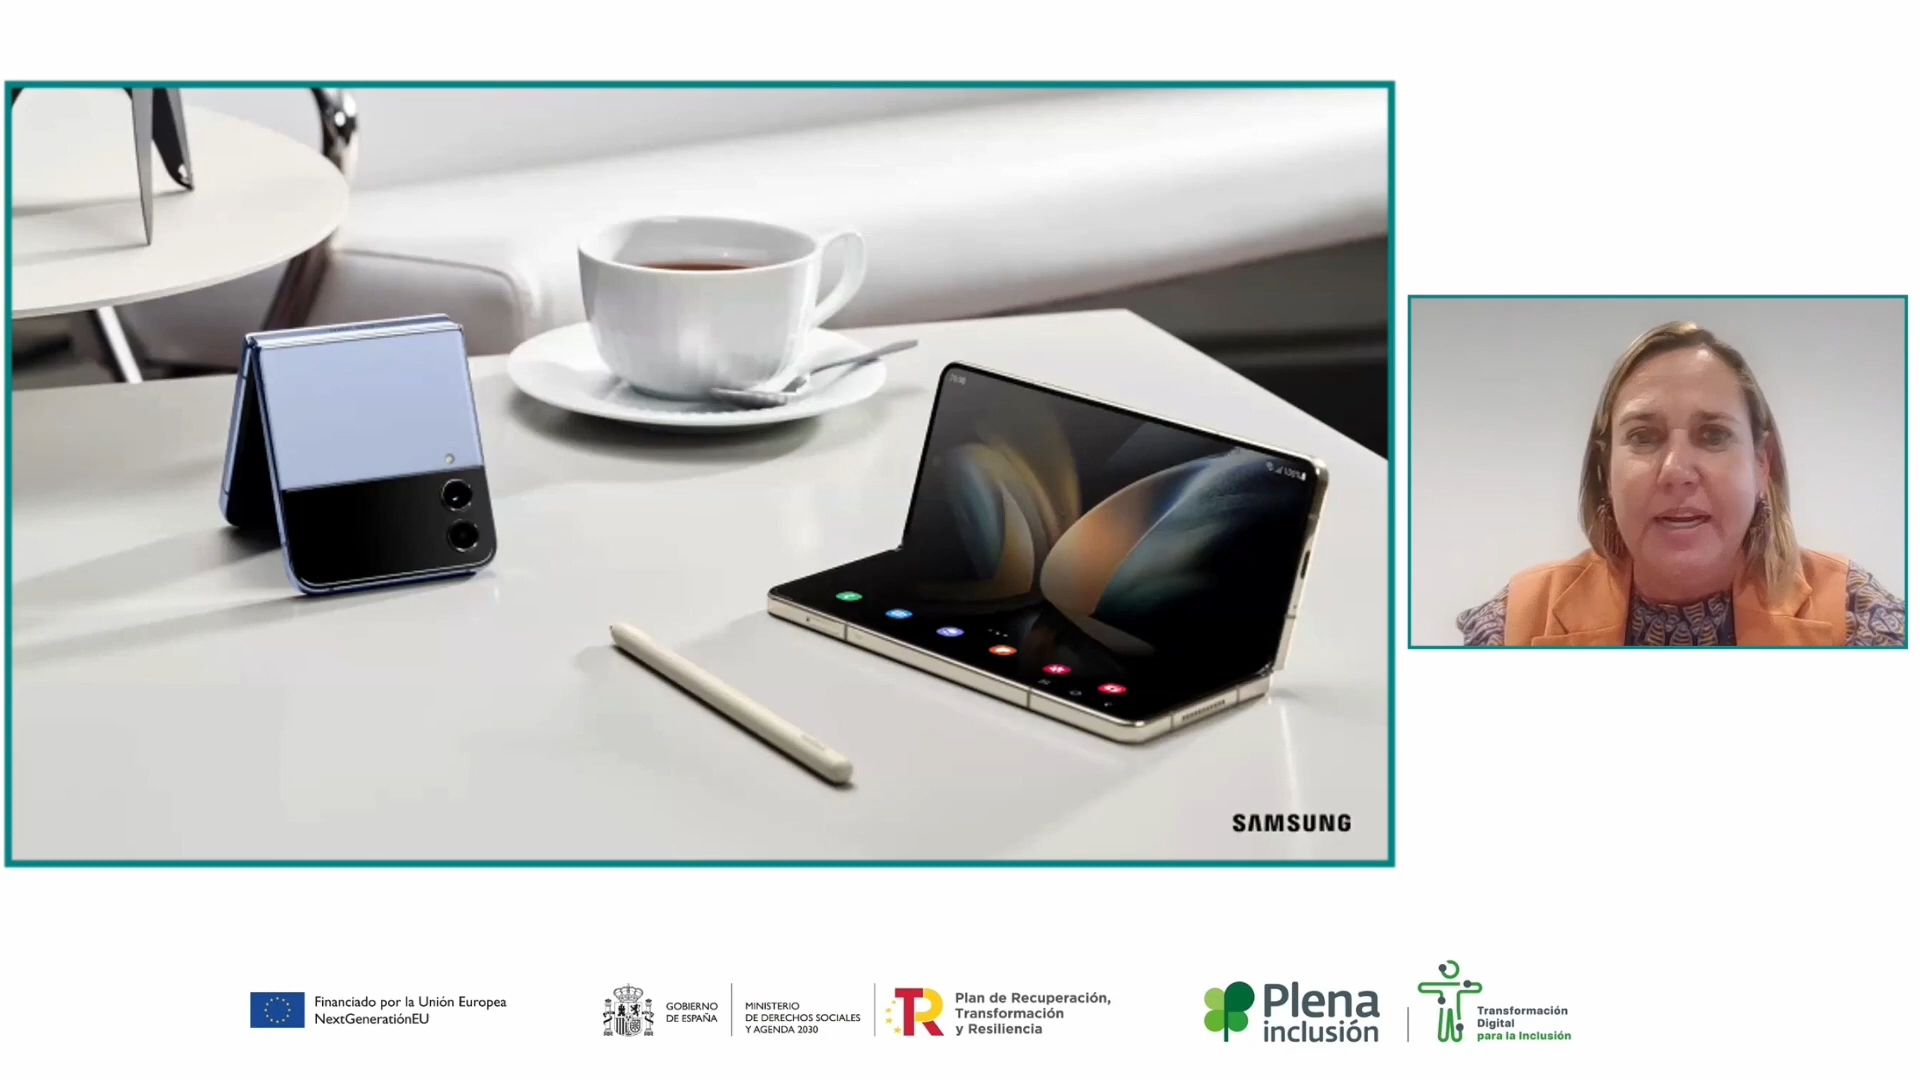 SAMSUNG
Financiado por la Unión Europea
NextGenerationEU
GOBIERNO
DE ESPAÑA
MINISTERIO
DE DERECHOS SOCIALES
Y AGENDA 2030
Plan de Recuperación,
Transformación
y Resiliencia
Plena
inclusión
Transformación
Digital
para la Inclusión